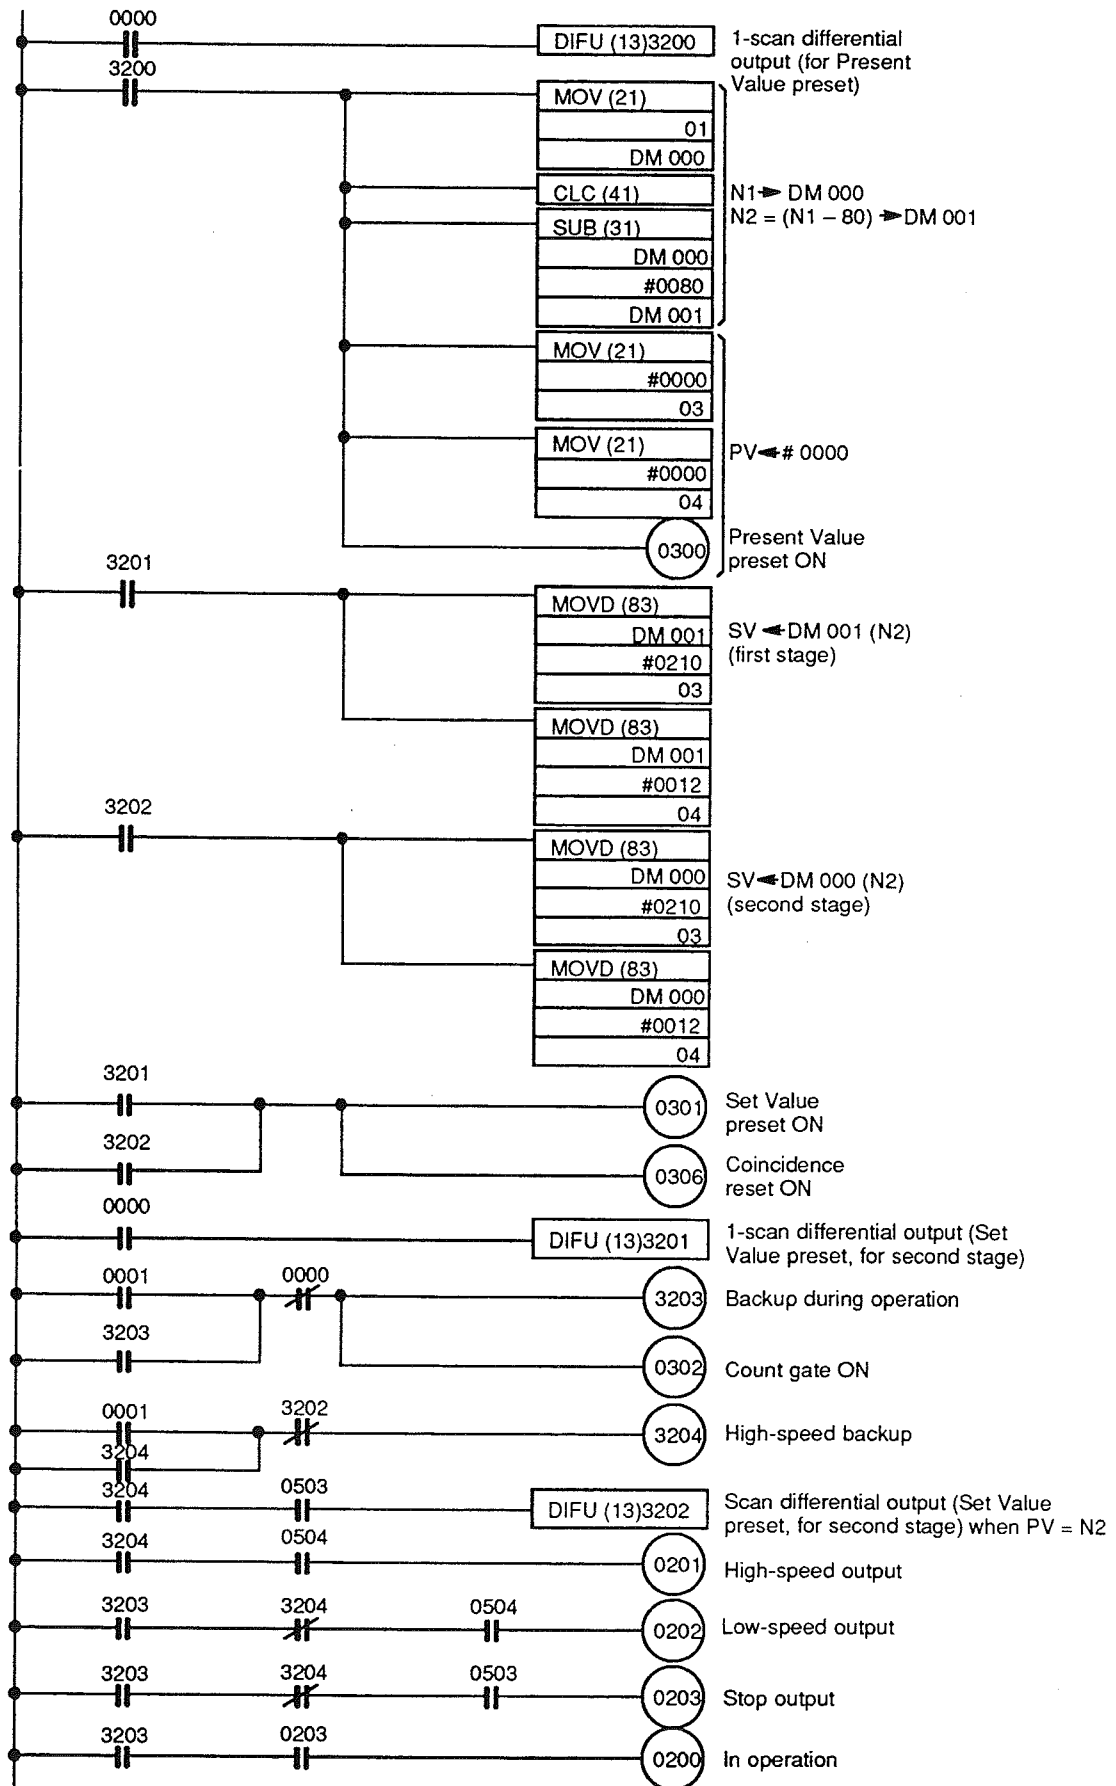 0000
DIFU (13)3200
1-scan differential
output (for Present
Value preset)
3200
MOV (21)
01
DM 000
CLC (41)
N1➔ DM 000
SUB (31)
N2 = (N1 – 80) ➔DM 001
DM 000
#0080
DM 001
MOV (21)
#0000
03
MOV (21)
PV◄# 0000
#0000
04
0300
Present Value
preset ON
3201
MOVD (83)
DM 001
SV ◄DM 001 (N2)
#0210
(first stage)
03
MOVD (83)
DM 001
#0012
04
3202
MOVD (83)
DM 000
SV◄DM 000 (N2)
#0210
(second stage)
03
MOVD (83)
DM 000
#0012
04
3201
0301
Set Value
preset ON
3202
0306
Coincidence
reset ON
0000
DIFU (13)3201
1-scan differential output (Set
Value preset, for second stage)
0001 0000
3203
Backup during operation
3203
0302
Count gate ON
0001 3202
3204
High-speed backup
3204
3204 0503
DIFU (13)3202
Scan differential output (Set Value
preset, for second stage) when PV = N2
3204 0504
0201
High-speed output
3203 3204 0504
0202
Low-speed output
3203 3204 0503
0203
Stop output
3203 0203
0200
In operation